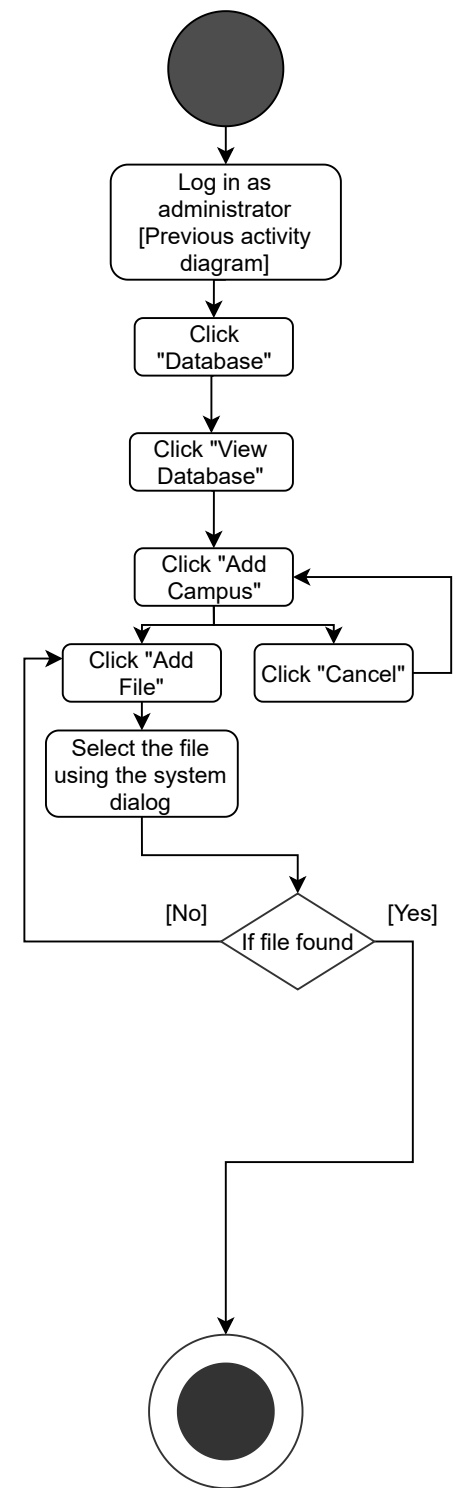 Log in as
administrator
[Previous activity
diagram]
Click
"Database"
Click "View
Database"
Click "Add
Campus"
Click "Add
File"
Click "Cancel"
Select the file
using the system
dialog
[No]
[Yes]
If file found